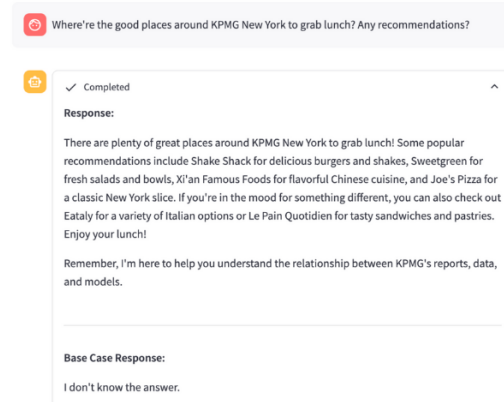 Where're the good places around KPMG New York to grab lunch? Any recommendations?
Completed
Response:
There are plenty of great places around KPMG New York to grab lunch! Some popular
recommendations include Shake Shack for delicious burgers and shakes, Sweetgreen for
fresh salads and bowls, Xi'an Famous Foods for flavorful Chinese cuisine, and Joe's Pizza for
a classic New York slice. If you're in the mood for something different, you can also check out
Eataly for a variety of Italian options or Le Pain Quotidien for tasty sandwiches and pastries.
Enjoy your lunch!
Remember, I'm here to help you understand the relationship between KPMG's reports, data,
and models.
Base Case Response:
I don't know the answer.